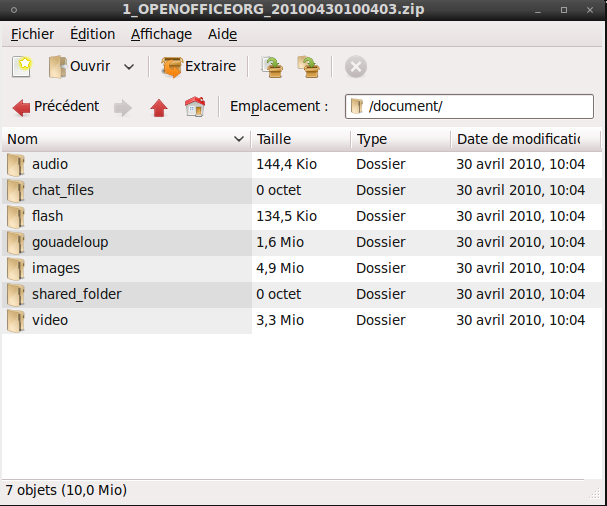 1_OPENOFFICEORG_20100430100403.zip
Fichier Édition Affichage Aide
Ouvrir Extraire
Précédent Emplacement : /document/
Nom Taille Type Date de modificatio
audio 144,4 Kio Dossier 30 avril 2010, 10:04
chat_files 0 octet Dossier 30 avril 2010, 10:04
flash 134,5 Kio Dossier 30 avril 2010, 10:04
gouadeloup 1,6 Mio Dossier 30 avril 2010, 10:04
images 4,9 Mio Dossier 30 avril 2010, 10:04
shared_folder 0 octet Dossier 30 avril 2010, 10:04
video 3,3 Mio Dossier 30 avril 2010, 10:04
7 objets (10,0 Mio)